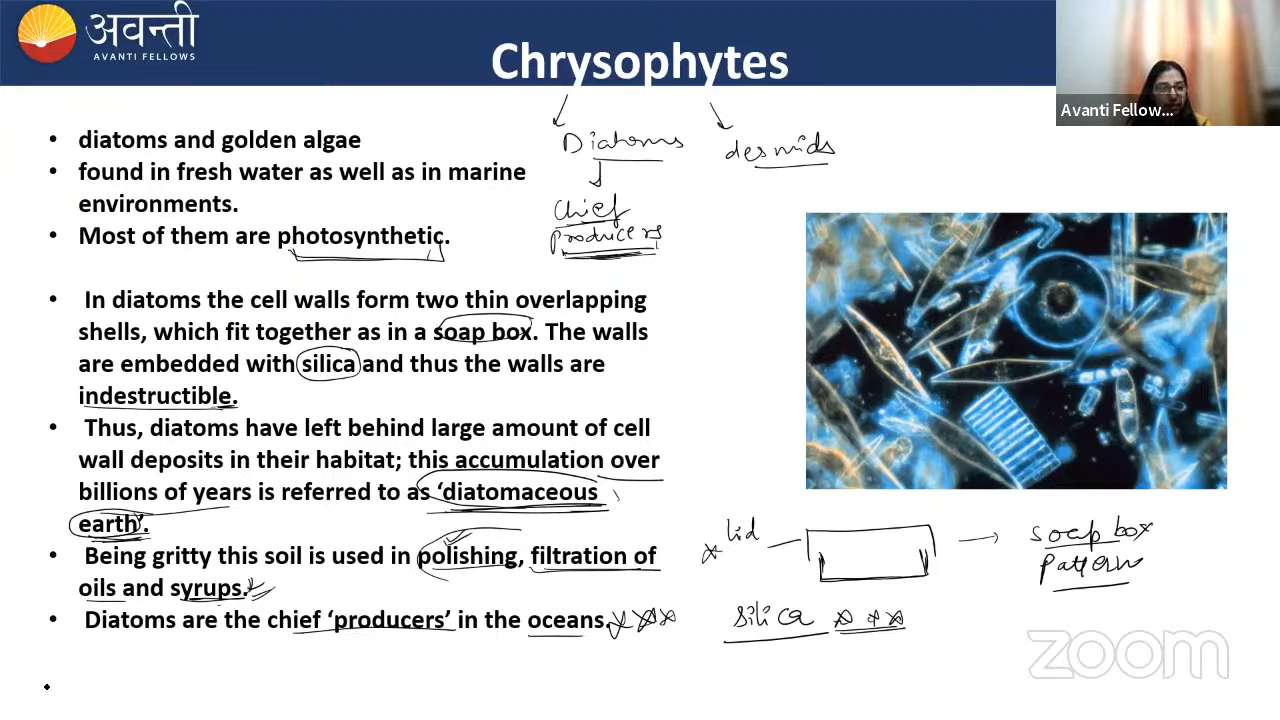 अवन्ती
AVANTI FELLOWS
Chrysophytes
Avanti Fellow...
• diatoms and golden algae
• found in fresh water as well as in marine
environments.
• Most of them are photosynthetic.
Diatoms
desmids
Chief
producers
• In diatoms the cell walls form two thin overlapping
shells, which fit together as in a soap box. The walls
are embedded with silica and thus the walls are
indestructible.
• Thus, diatoms have left behind large amount of cell
wall deposits in their habitat; this accumulation over
billions of years is referred to as ‘diatomaceous
earth’.
• Being gritty this soil is used in polishing, filtration of
oils and syrups.
• Diatoms are the chief ‘producers’ in the oceans.
lid
soap box
pattern
silica
zoom